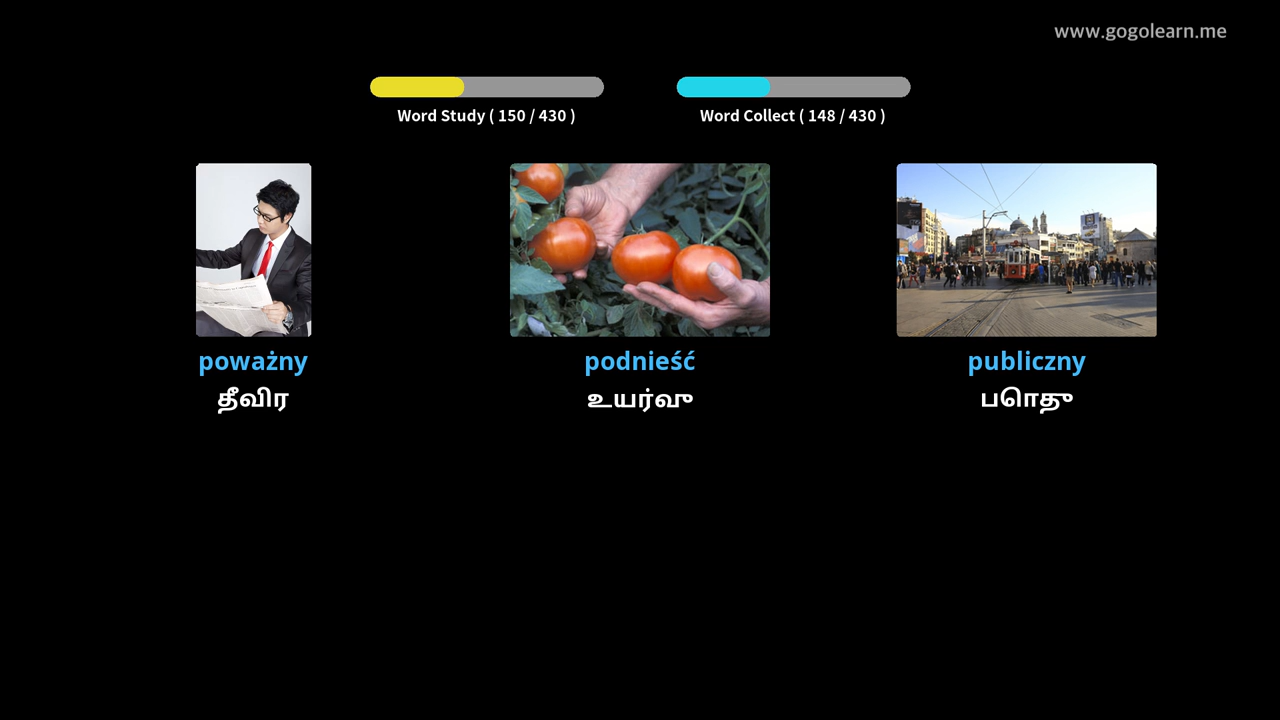 www.gogolearn.me
Word Study ( 150 / 430 )
Word Collect ( 148 / 430 )
poważny
podnieść
publiczny
தீவிர
உயர்வு
பொது